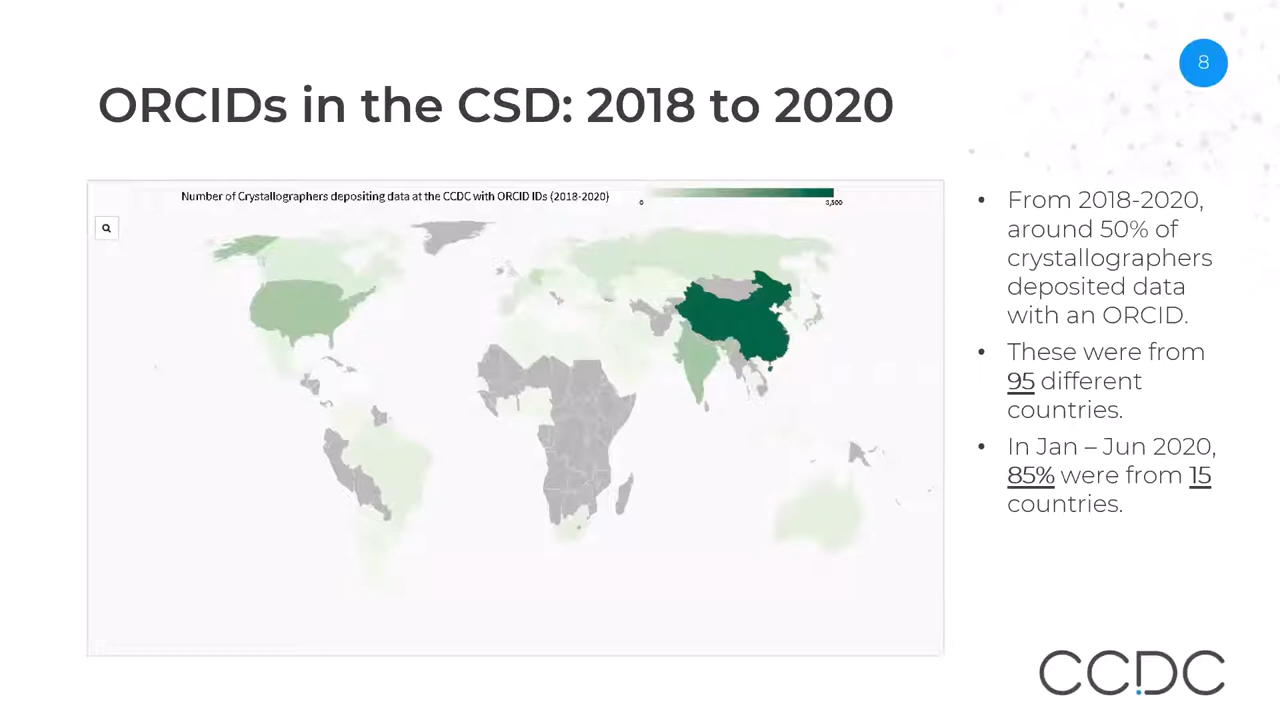 8
ORCIDs in the CSD: 2018 to 2020
Number of Crystallographers depositing data at the CCDC with ORCID IDs (2018-2020)
0
3,500
• From 2018-2020,
around 50% of
crystallographers
deposited data
with an ORCID.
• These were from
95 different
countries.
• In Jan – Jun 2020,
85% were from 15
countries.
CCDC